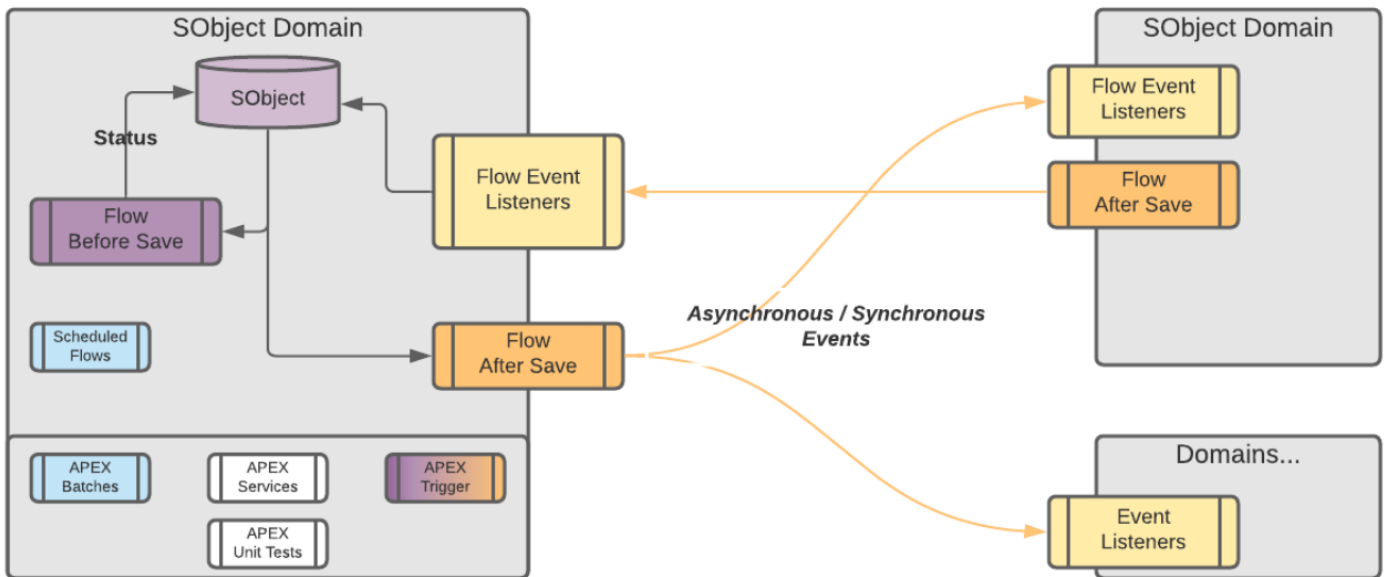 SObject Domain
SObject
Status
Flow Event
Listeners
Flow
Before Save
Scheduled
Flows
Flow
After Save
APEX
Batches
APEX
Services
APEX
Trigger
APEX
Unit Tests
Asynchronous / Synchronous
Events
SObject Domain
Flow Event
Listeners
Flow
After Save
Domains...
Event
Listeners